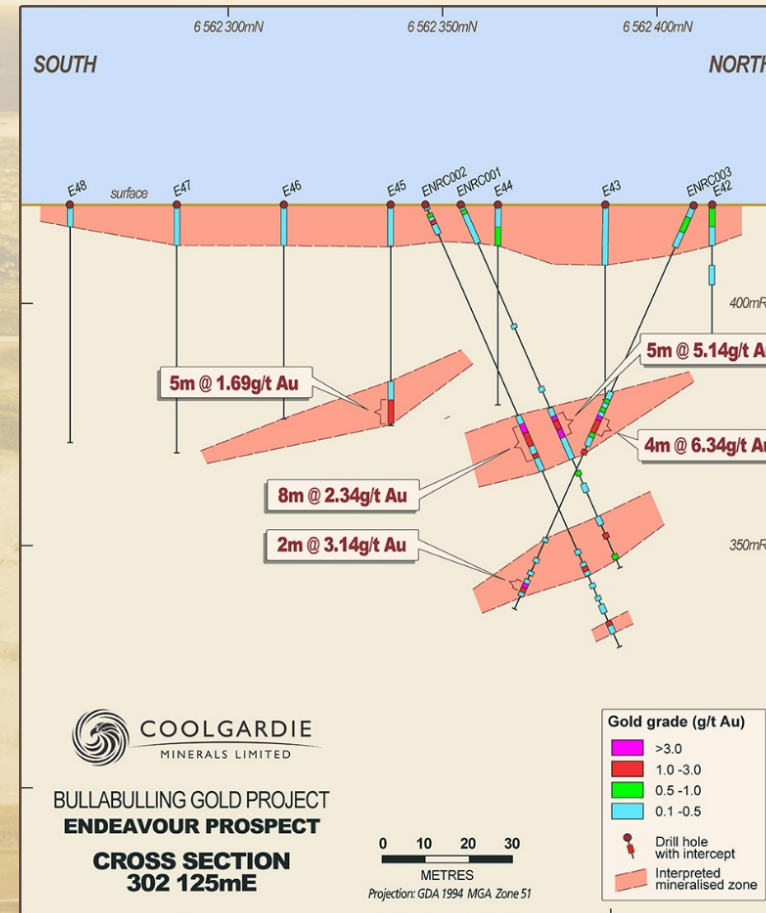 6 562 300mN
6 562 350mN
6 562 400mN
SOUTH
NORTH
surface
E48
E47
E46
E45
ENRC002
ENRC001
E44
E43
ENRC003
E42
400mR
5m @ 5.14g/t Au
5m @ 1.69g/t Au
4m @ 6.34g/t Au
8m @ 2.34g/t Au
2m @ 3.14g/t Au
350mR
COOLGARDIE
MINERALS LIMITED
BULLABULLING GOLD PROJECT
ENDEAVOUR PROSPECT
CROSS SECTION
302 125mE
0 10 20 30
METRES
Projection: GDA 1994 MGA Zone 51
Gold grade (g/t Au)
>3.0
1.0 -3.0
0.5 -1.0
0.1 -0.5
Drill hole
with intercept
Interpreted
mineralised zone